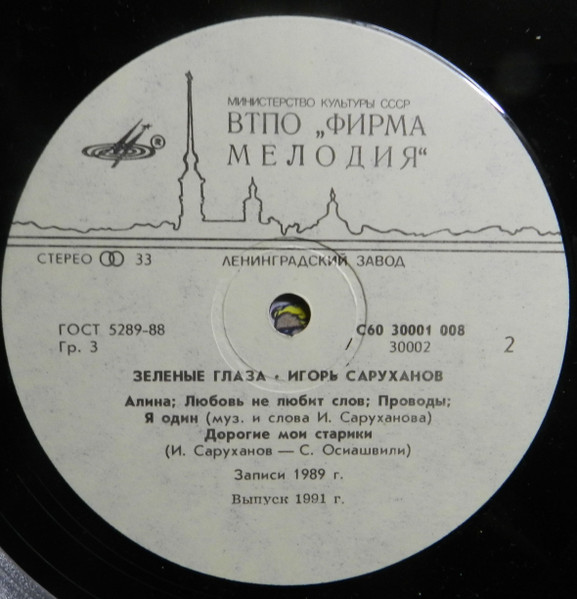 МИНИСТЕРСТВО КУЛЬТУРЫ СССР
ВТПО „ФИРМА
МЕЛОДИЯ“
®
СТЕРЕО 33
ЛЕНИНГРАДСКИЙ ЗАВОД
ГОСТ 5289-88
С60 30001 008
Гр. 3
/ 30002
2
ЗЕЛЕНЫЕ ГЛАЗА • ИГОРЬ САРУХАНОВ
Алина; Любовь не любит слов; Проводы;
Я один (муз. и слова И. Саруханова)
Дорогие мои старики
(И. Саруханов — С. Осиашвили)
Записи 1989 г.
Выпуск 1991 г.